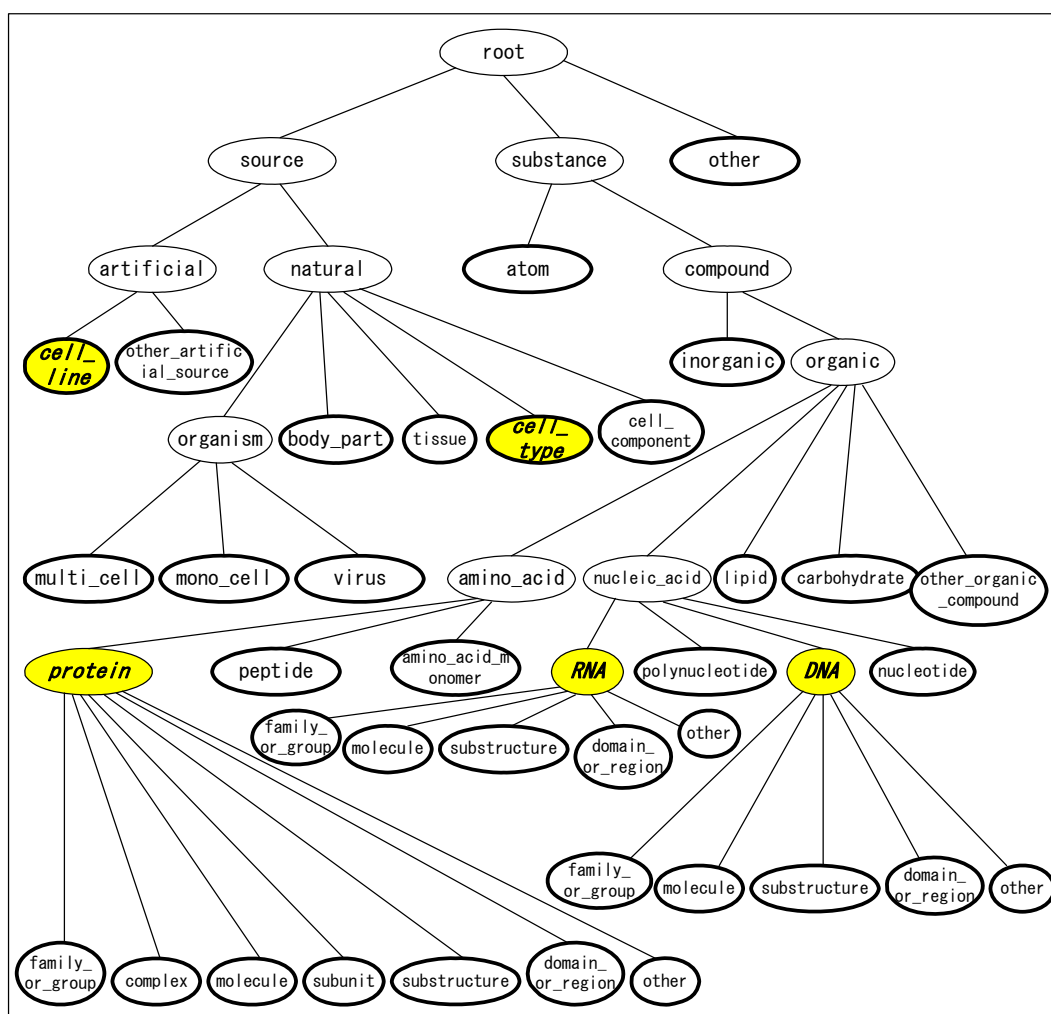 root
source
substance
other
artificial
natural
atom
compound
cell_
line
other_artific
ial_source
inorganic
organic
organism
body_part
tissue
cell_
type
cell_
component
multi_cell
mono_cell
virus
amino_acid
nucleic_acid
lipid
carbohydrate
other_organic
_compound
protein
peptide
amino_acid_m
onomer
RNA
polynucleotide
DNA
nucleotide
family_
or_group
molecule
substructure
domain_
or_region
other
family_
or_group
molecule
substructure
domain_
or_region
other
family_
or_group
complex
molecule
subunit
substructure
domain_
or_region
other